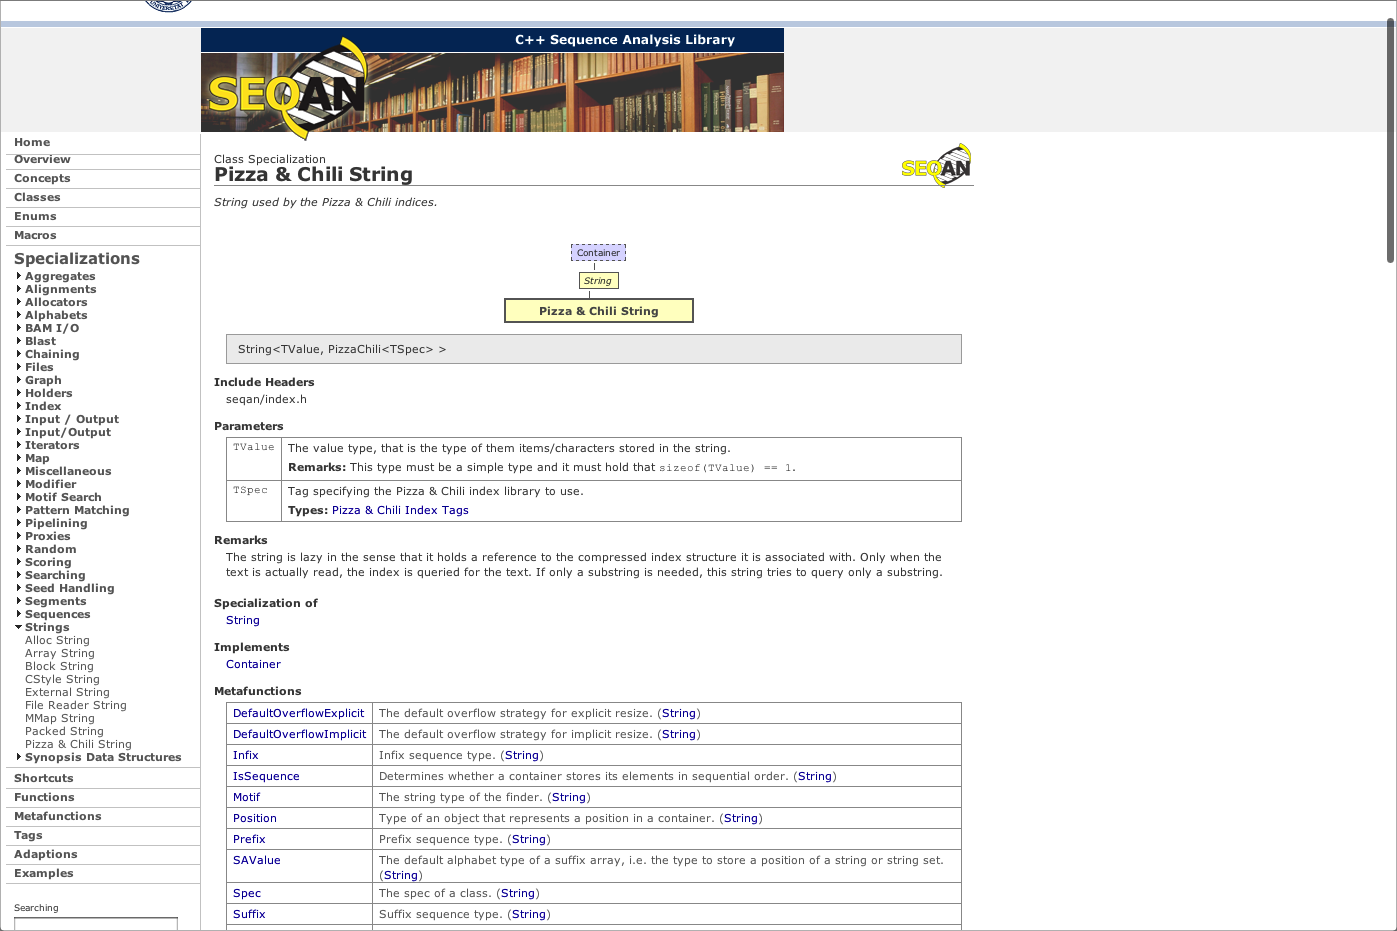 C++ Sequence Analysis Library
SEQAN
Home
Overview
Concepts
Classes
Enums
Macros
Specializations
Aggregates
Alignments
Allocators
Alphabets
BAM I/O
Blast
Chaining
Files
Graph
Holders
Index
Input / Output
Input/Output
Iterators
Map
Miscellaneous
Modifier
Motif Search
Pattern Matching
Pipelining
Proxies
Random
Scoring
Searching
Seed Handling
Segments
Sequences
Strings
Alloc String
Array String
Block String
CStyle String
External String
File Reader String
MMap String
Packed String
Pizza & Chili String
Synopsis Data Structures
Shortcuts
Functions
Metafunctions
Tags
Adaptions
Examples
Searching
Class Specialization
Pizza & Chili String
SEQAN
String used by the Pizza & Chili indices.
Container
String
Pizza & Chili String
String<TValue, PizzaChili<TSpec> >
Include Headers
seqan/index.h
Parameters
TValue The value type, that is the type of them items/characters stored in the string.
Remarks: This type must be a simple type and it must hold that sizeof(TValue) == 1.
TSpec Tag specifying the Pizza & Chili index library to use.
Types: Pizza & Chili Index Tags
Remarks
The string is lazy in the sense that it holds a reference to the compressed index structure it is associated with. Only when the
text is actually read, the index is queried for the text. If only a substring is needed, this string tries to query only a substring.
Specialization of
String
Implements
Container
Metafunctions
DefaultOverflowExplicit The default overflow strategy for explicit resize. (String)
DefaultOverflowImplicit The default overflow strategy for implicit resize. (String)
Infix Infix sequence type. (String)
IsSequence Determines whether a container stores its elements in sequential order. (String)
Motif The string type of the finder. (String)
Position Type of an object that represents a position in a container. (String)
Prefix Prefix sequence type. (String)
SAValue The default alphabet type of a suffix array, i.e. the type to store a position of a string or string set.
(String)
Spec The spec of a class. (String)
Suffix Suffix sequence type. (String)